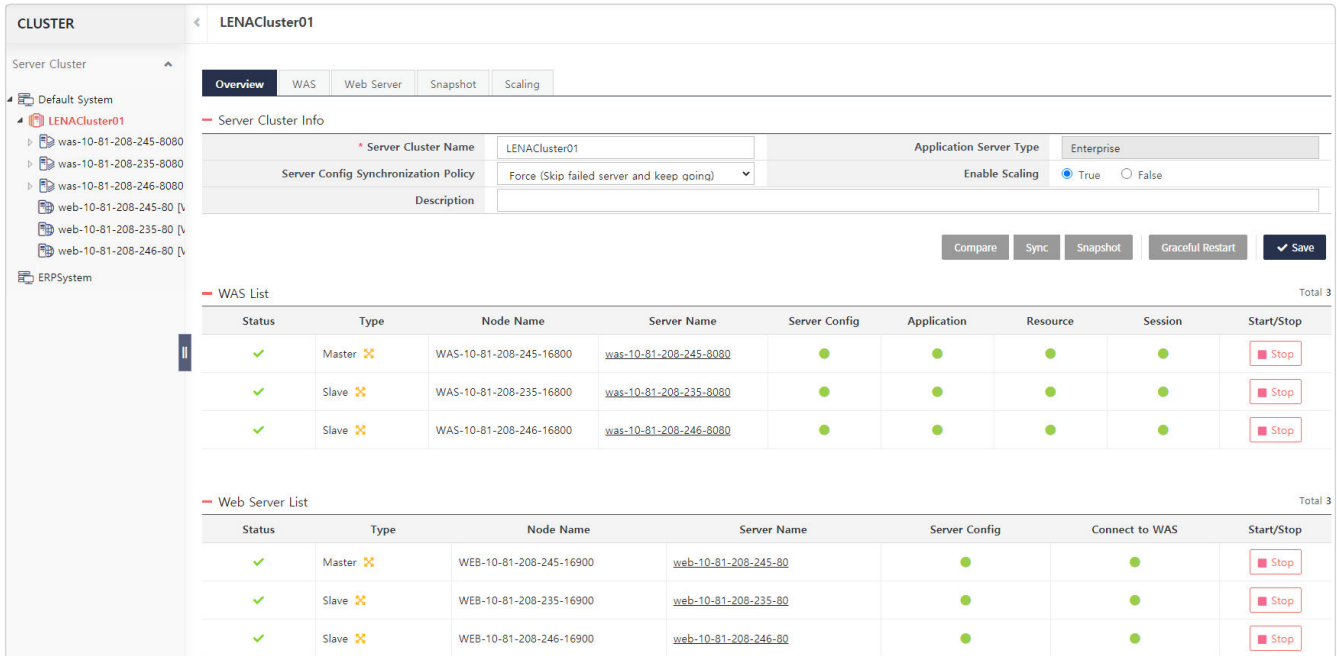 CLUSTER
LENACluster01
Server Cluster
Default System
LENACluster01
was-10-81-208-245-8080
was-10-81-208-235-8080
was-10-81-208-246-8080
web-10-81-208-245-80
web-10-81-208-235-80
web-10-81-208-246-80
ERPSystem
Overview WAS Web Server Snapshot Scaling
Server Cluster Info
* Server Cluster Name LENACluster01 Application Server Type Enterprise
Server Config Synchronization Policy Force (Skip failed server and keep going) Enable Scaling True False
Description
Compare Sync Snapshot Graceful Restart Save
WAS List Total 3
Status Type Node Name Server Name Server Config Application Resource Session Start/Stop
Master WAS-10-81-208-245-16800 was-10-81-208-245-8080 Stop
Slave WAS-10-81-208-235-16800 was-10-81-208-235-8080 Stop
Slave WAS-10-81-208-246-16800 was-10-81-208-246-8080 Stop
Web Server List Total 3
Status Type Node Name Server Name Server Config Connect to WAS Start/Stop
Master WEB-10-81-208-245-16900 web-10-81-208-245-80 Stop
Slave WEB-10-81-208-235-16900 web-10-81-208-235-80 Stop
Slave WEB-10-81-208-246-16900 web-10-81-208-246-80 Stop